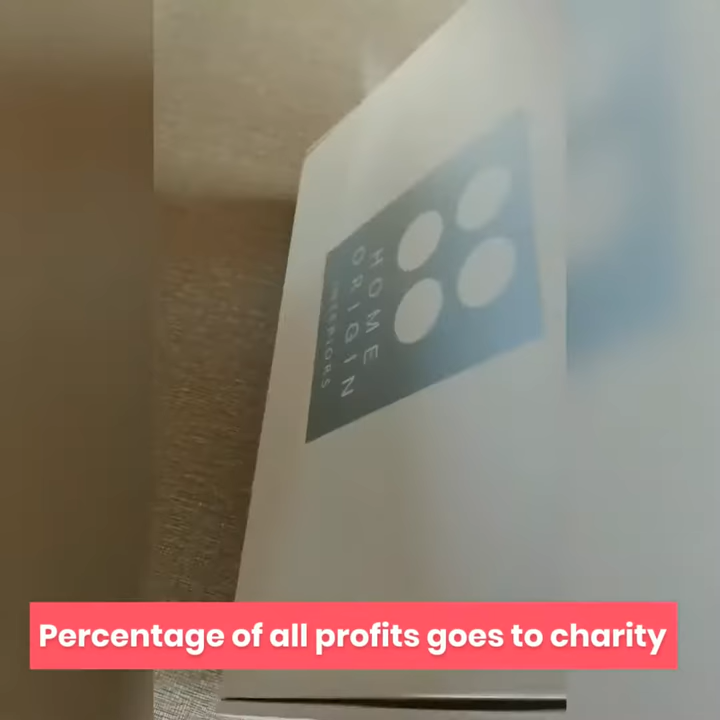 HOME
ORIGIN
INTERIORS
Percentage of all profits goes to charity